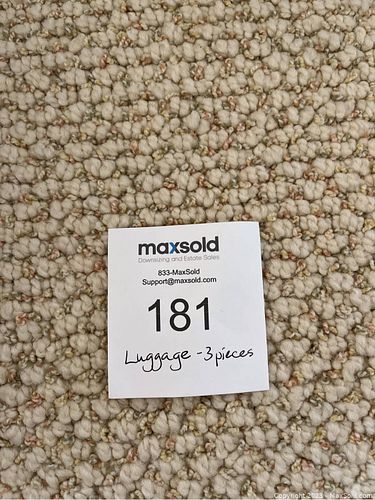 maxsold
Downsizing and Estate Sales
833-MaxSold
Support@maxsold.com
181
Luggage - 3 pieces
Copyright 2023 - MaxSold.com